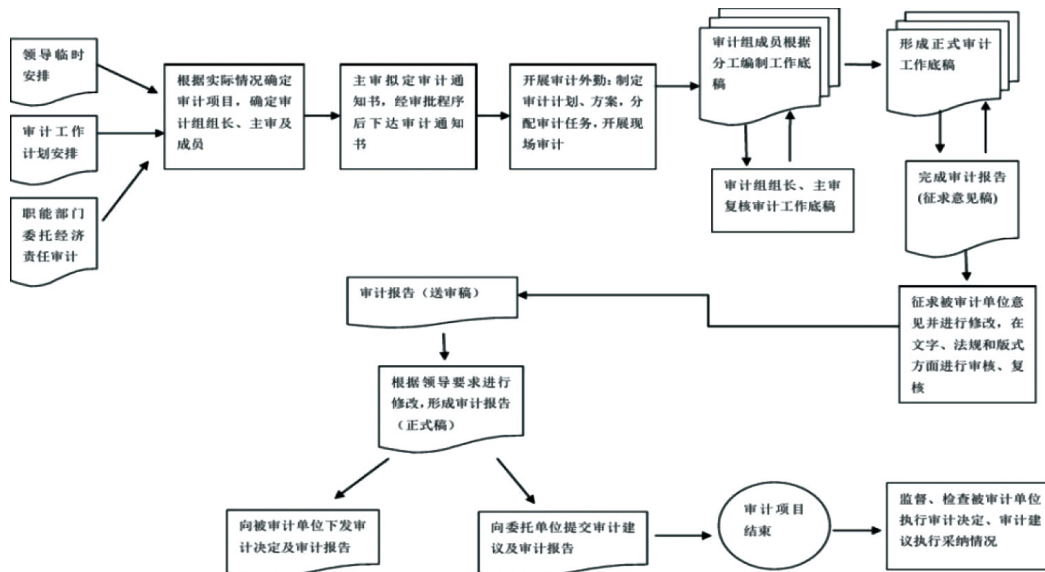 领导临时
安排
审计工作
计划安排
职能部门
委托经济
责任审计
根据实际情况确定
审计项目，确定审
计组组长、主审及
成员
主审拟定审计通
知书，经审批程序
后下达审计通知
书
开展审计外勤：制定
审计计划、方案，分
配审计任务，开展现
场审计
审计组成员根据
分工编制工作底
稿
审计组组长、主审
复核审计工作底稿
形成正式审计
工作底稿
完成审计报告
(征求意见稿)
征求被审计单位意
见并进行修改，在
文字、法规和版式
方面进行审核、复
核
审计报告（送审稿）
根据领导要求进行
修改，形成审计报告
（正式稿）
向被审计单位下发审
计决定及审计报告
向委托单位提交审计建
议及审计报告
审计项目
结束
监督、检查被审计单位
执行审计决定、审计建
议执行采纳情况